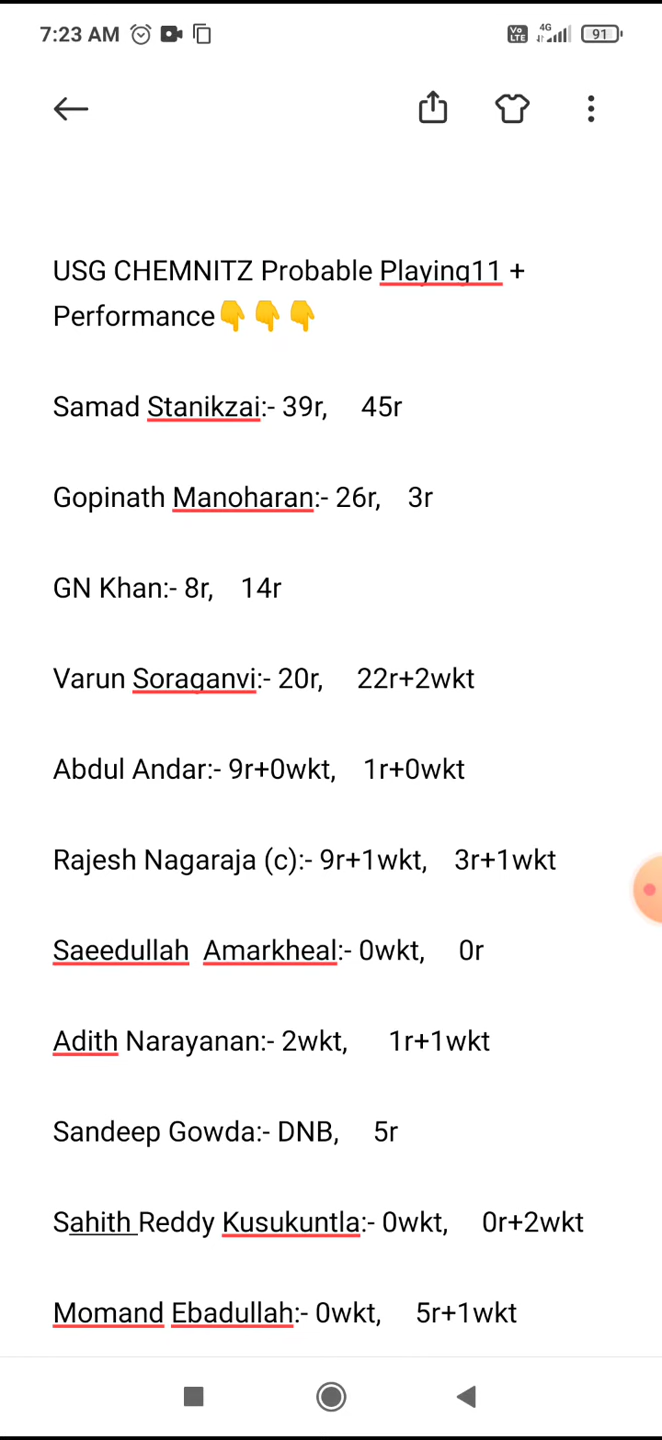 7:23 AM
Vo LTE 4G 91
USG CHEMNITZ Probable Playing11 +
Performance👇👇👇
Samad Stanikzai:- 39r, 45r
Gopinath Manoharan:- 26r, 3r
GN Khan:- 8r, 14r
Varun Soraganvi:- 20r, 22r+2wkt
Abdul Andar:- 9r+0wkt, 1r+0wkt
Rajesh Nagaraja (c):- 9r+1wkt, 3r+1wkt
Saeedullah Amarkheal:- 0wkt, 0r
Adith Narayanan:- 2wkt, 1r+1wkt
Sandeep Gowda:- DNB, 5r
Sahith Reddy Kusukuntla:- 0wkt, 0r+2wkt
Momand Ebadullah:- 0wkt, 5r+1wkt